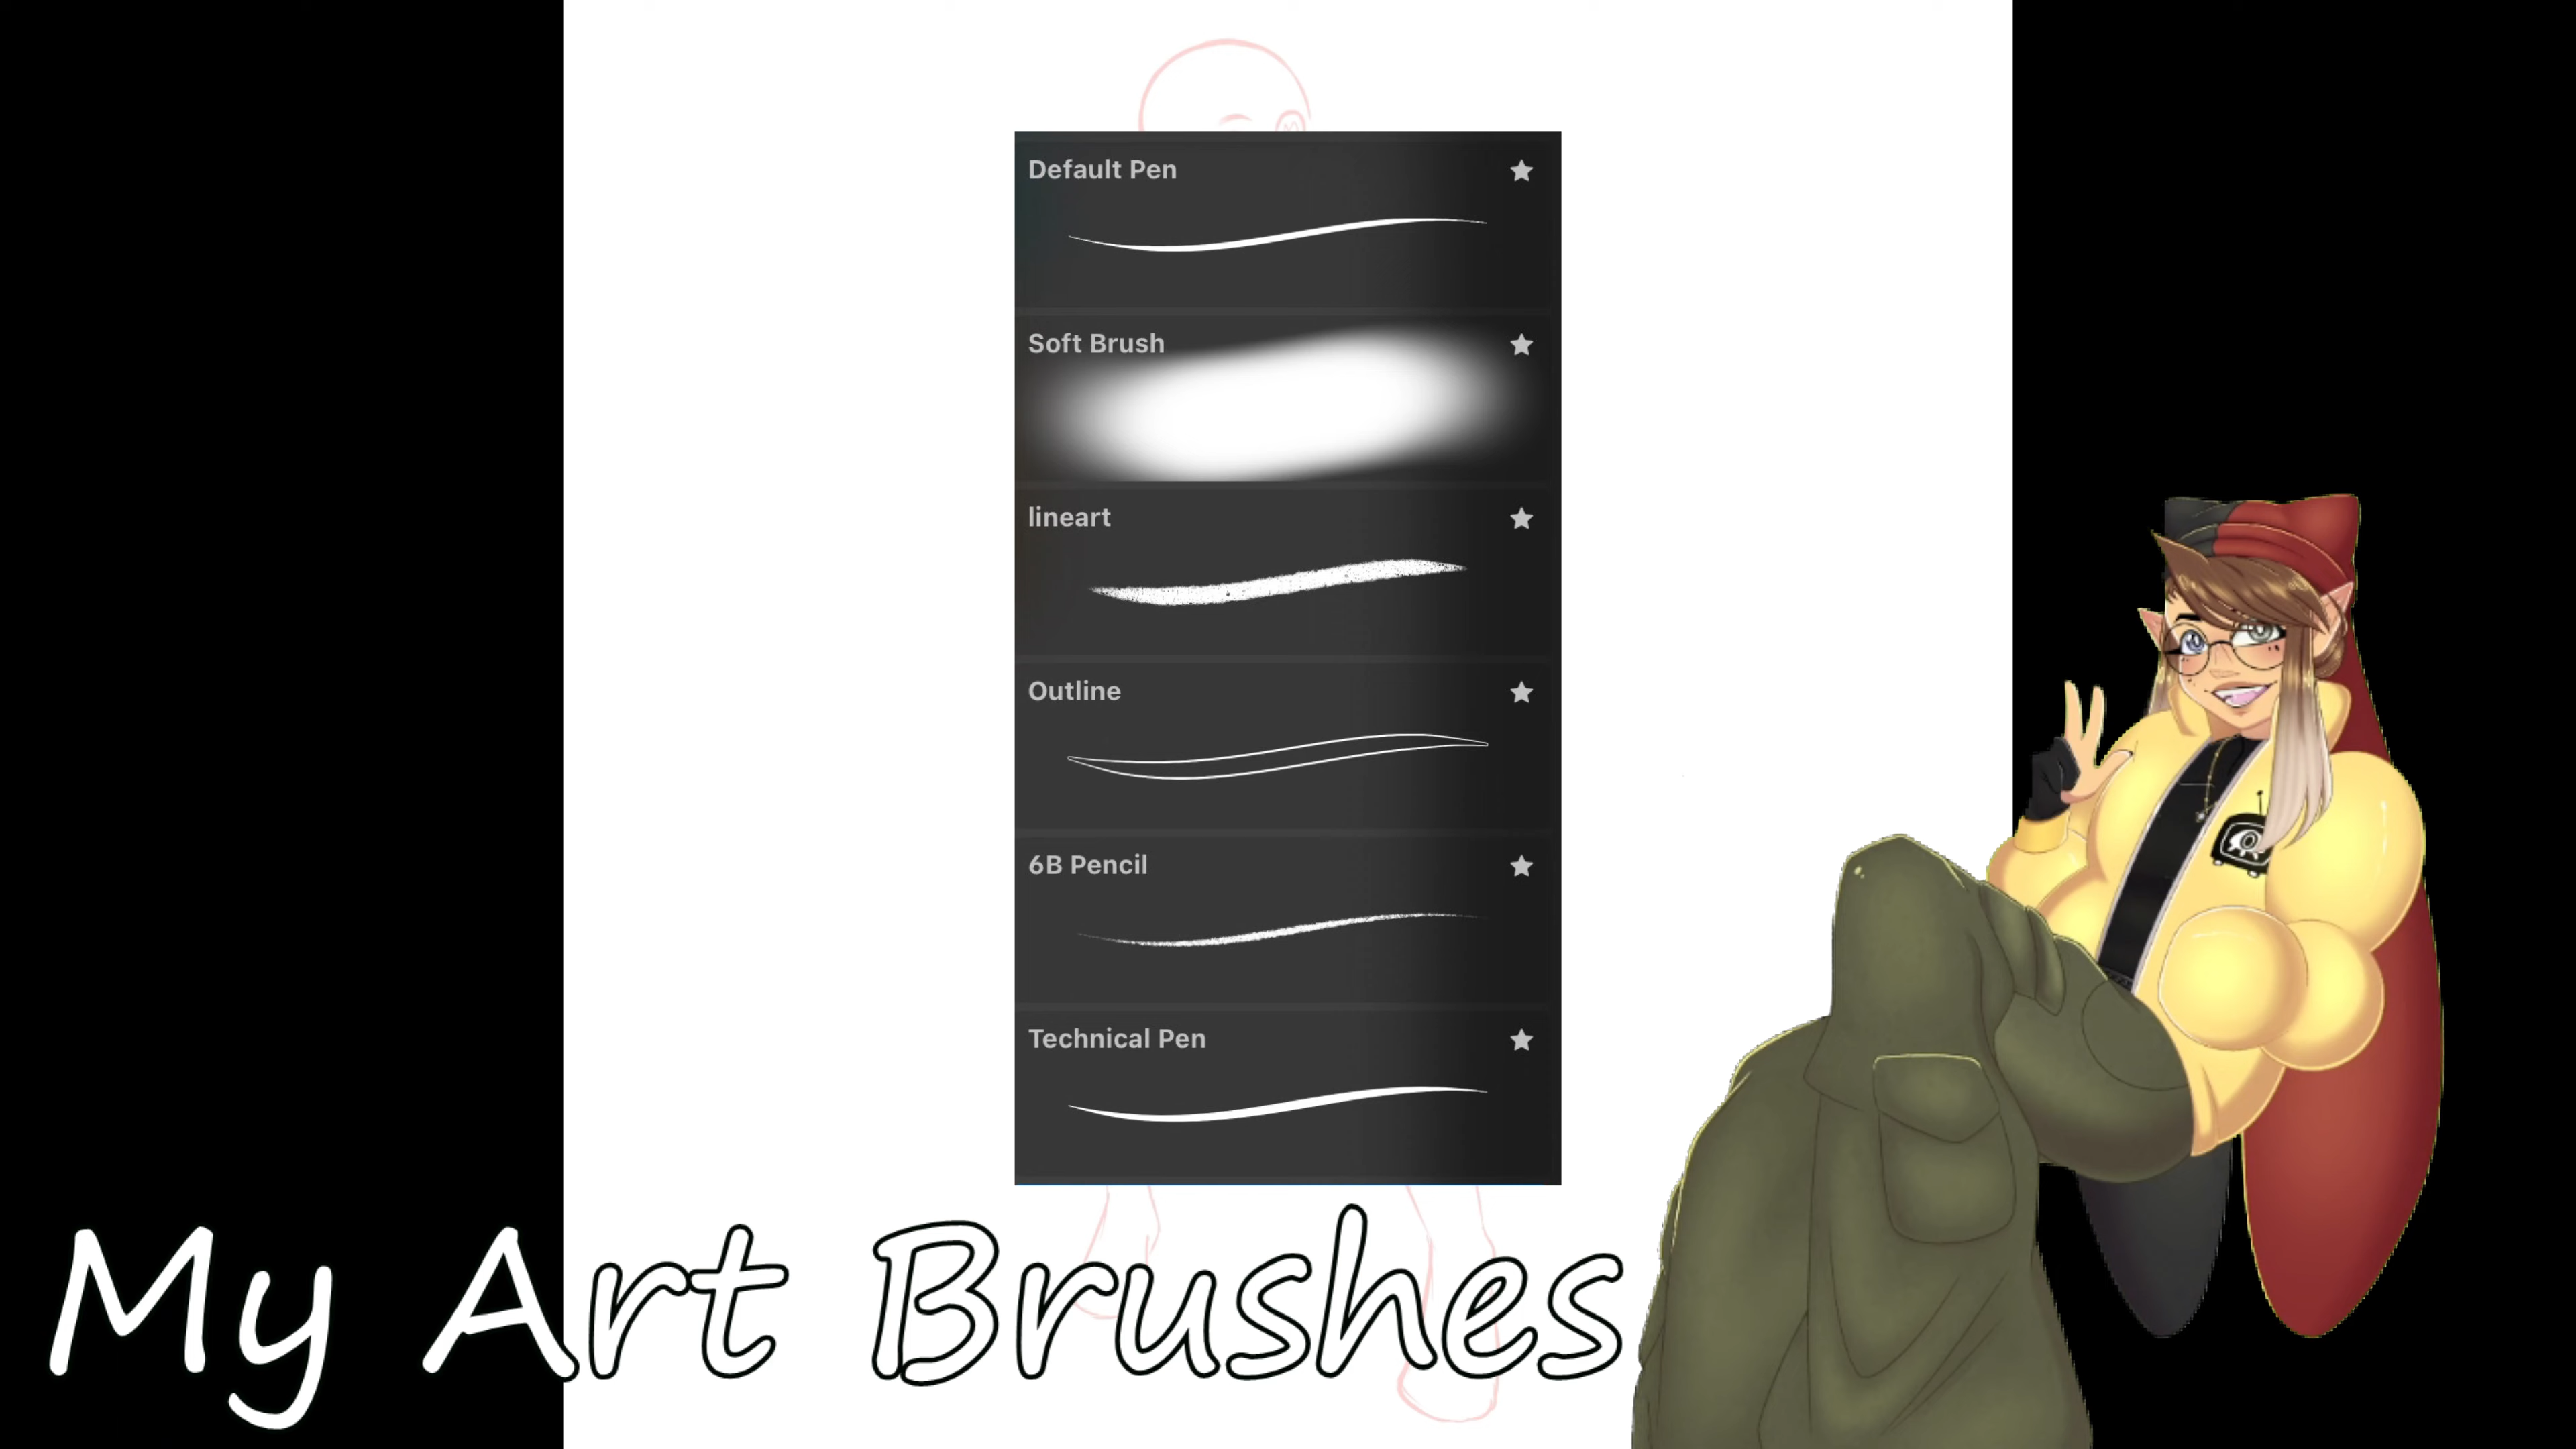 Default Pen
Soft Brush
lineart
Outline
6B Pencil
Technical Pen
My Art Brushes